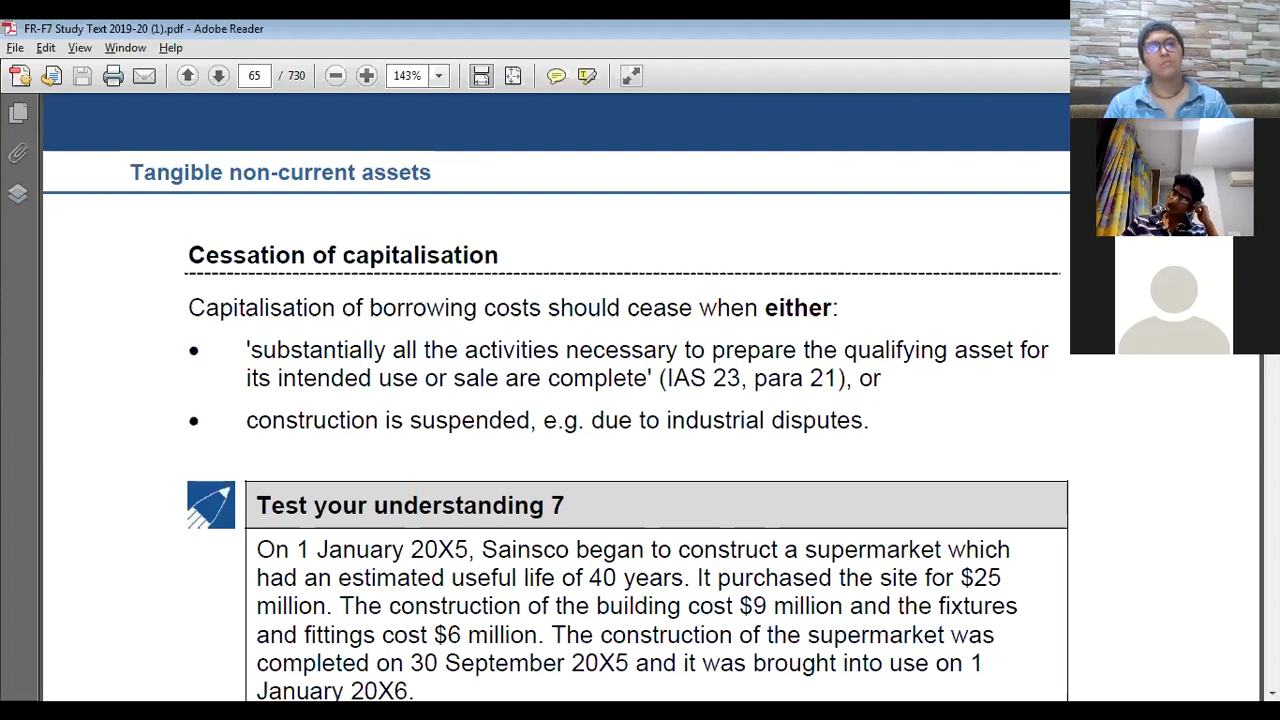 FR-F7 Study Text 2019-20 (1).pdf - Adobe Reader
File Edit View Window Help
65 / 730 143%
Tangible non-current assets
Cessation of capitalisation
Capitalisation of borrowing costs should cease when either:
• 'substantially all the activities necessary to prepare the qualifying asset for
its intended use or sale are complete' (IAS 23, para 21), or
• construction is suspended, e.g. due to industrial disputes.
Test your understanding 7
On 1 January 20X5, Sainsco began to construct a supermarket which
had an estimated useful life of 40 years. It purchased the site for $25
million. The construction of the building cost $9 million and the fixtures
and fittings cost $6 million. The construction of the supermarket was
completed on 30 September 20X5 and it was brought into use on 1
January 20X6.